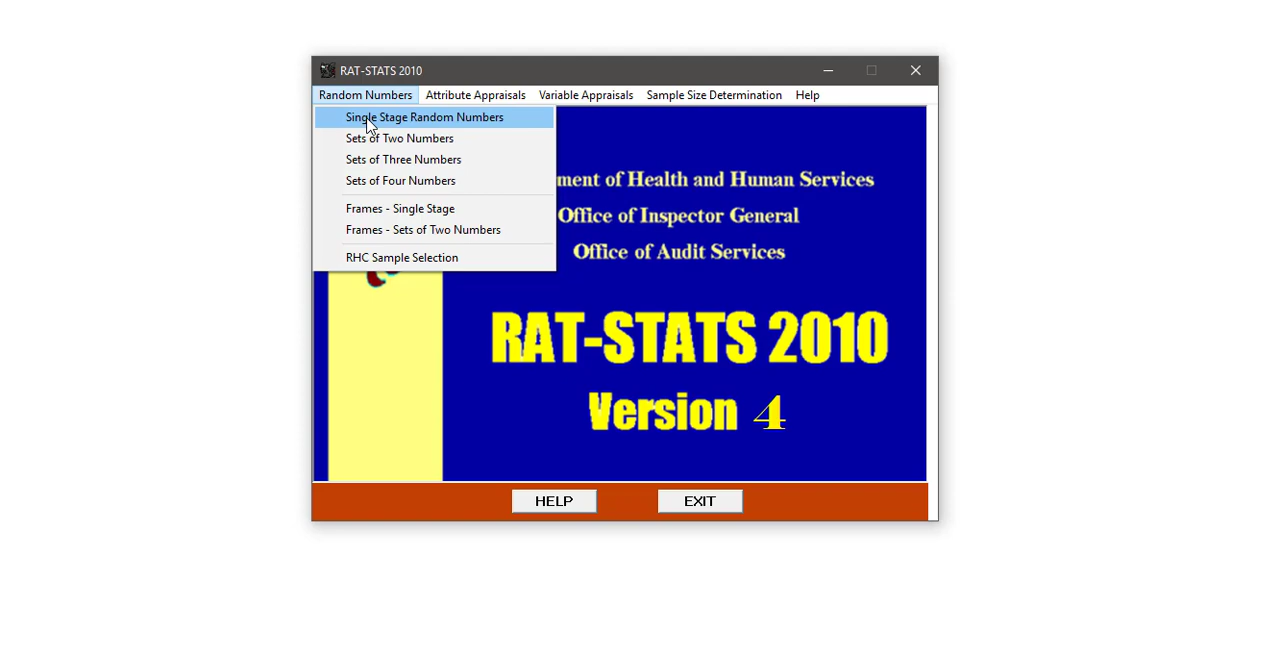 RAT-STATS 2010
Random Numbers Attribute Appraisals Variable Appraisals Sample Size Determination Help
Single Stage Random Numbers
Sets of Two Numbers
Sets of Three Numbers
Sets of Four Numbers
Frames - Single Stage
Frames - Sets of Two Numbers
RHC Sample Selection
of Health and Human Services
Office of Inspector General
Office of Audit Services
RAT-STATS 2010
Version 4
HELP EXIT